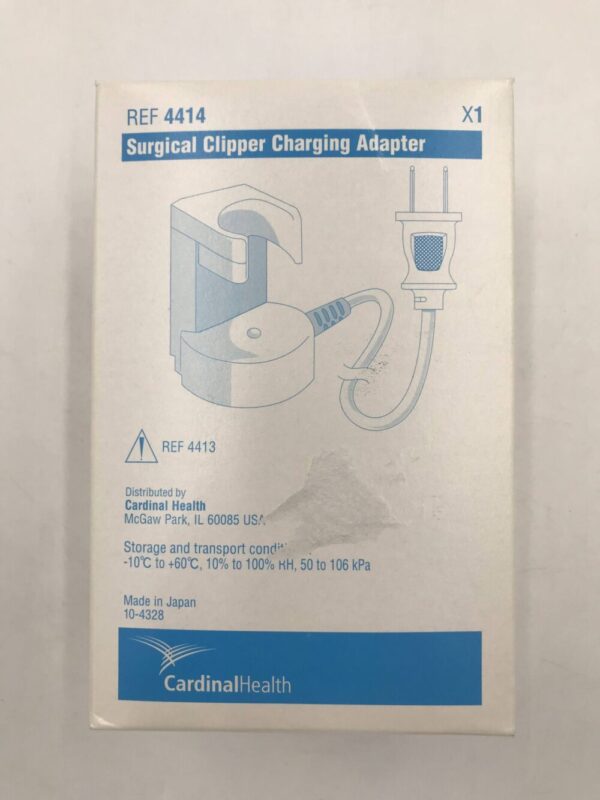 REF 4414
X1
Surgical Clipper Charging Adapter
REF 4413
Distributed by
Cardinal Health
McGaw Park, IL 60085 USA
Storage and transport
-10°C to +60°C, 10% to 100% RH, 50 to 106 kPa
Made in Japan
10-4328
CardinalHealth